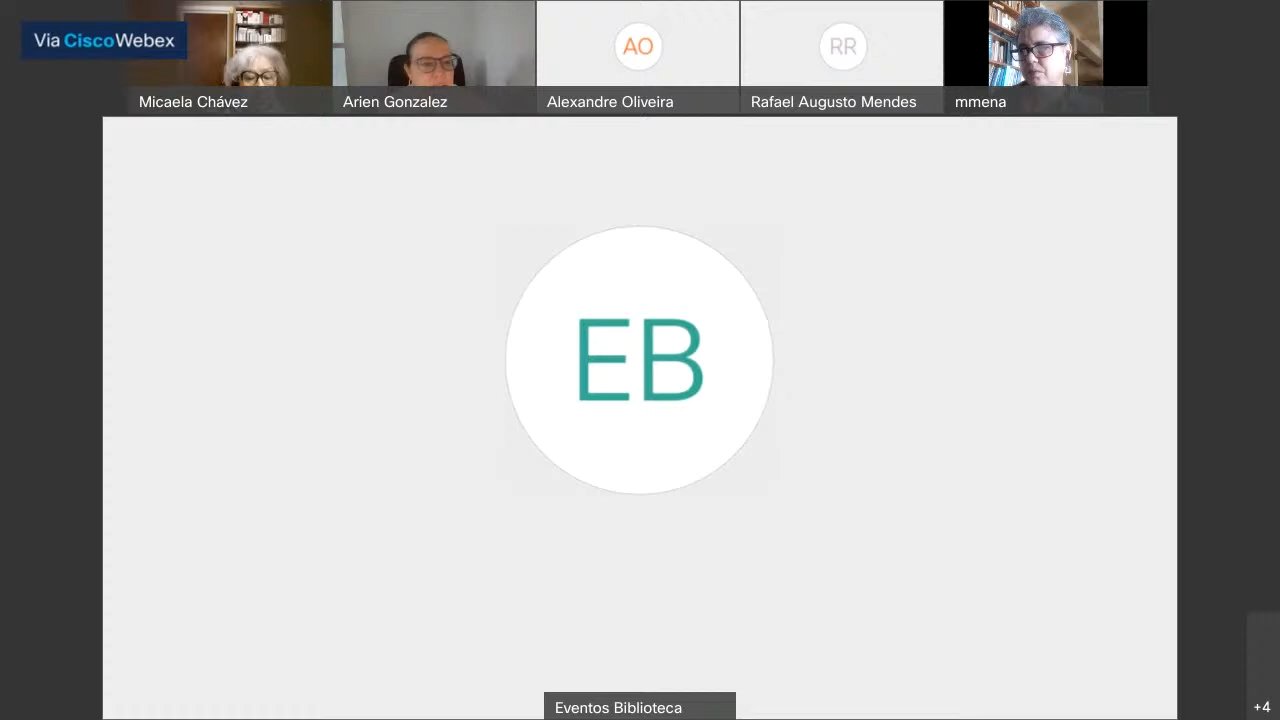 Via Cisco Webex
AO
RR
Micaela Chávez
Arien Gonzalez
Alexandre Oliveira
Rafael Augusto Mendes
mmena
EB
Eventos Biblioteca
+4